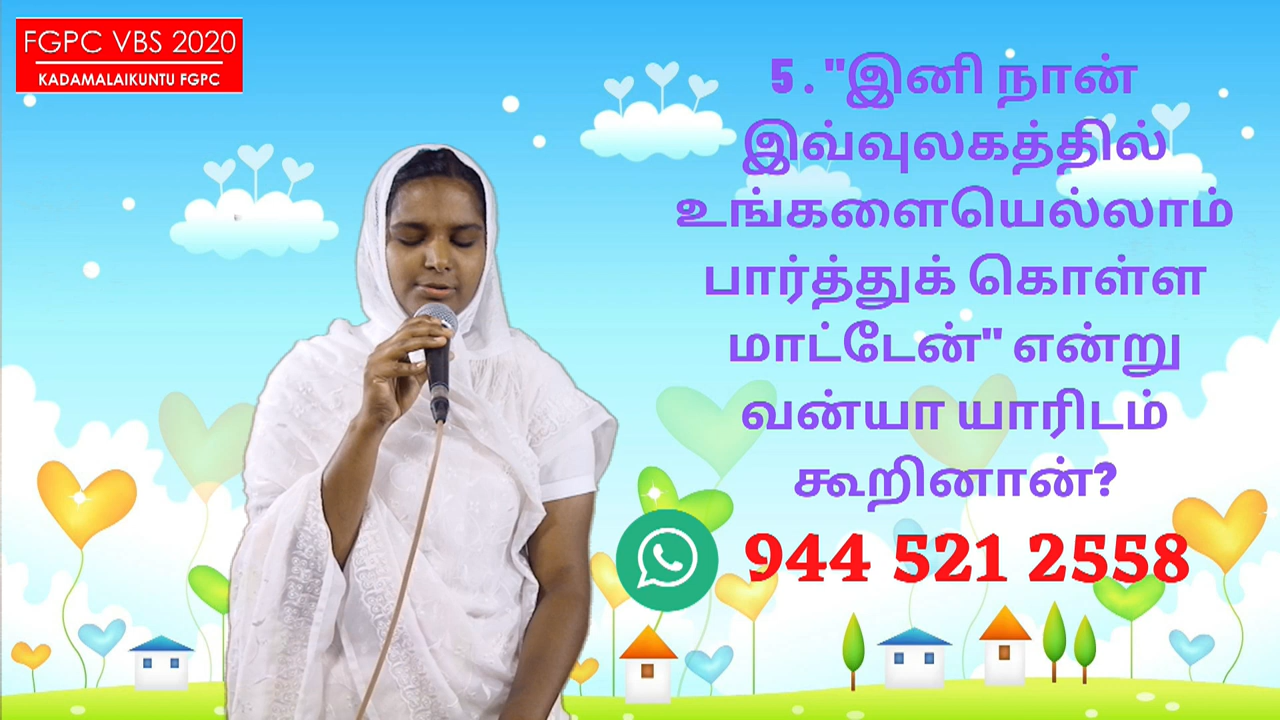 FGPC VBS 2020
KADAMALAIKUNTU FGPC
5 . "இனி நான்
இவ்வுலகத்தில்
உங்களையெல்லாம்
பார்த்துக் கொள்ள
மாட்டேன்" என்று
வன்யா யாரிடம்
கூறினான்?
944 521 2558